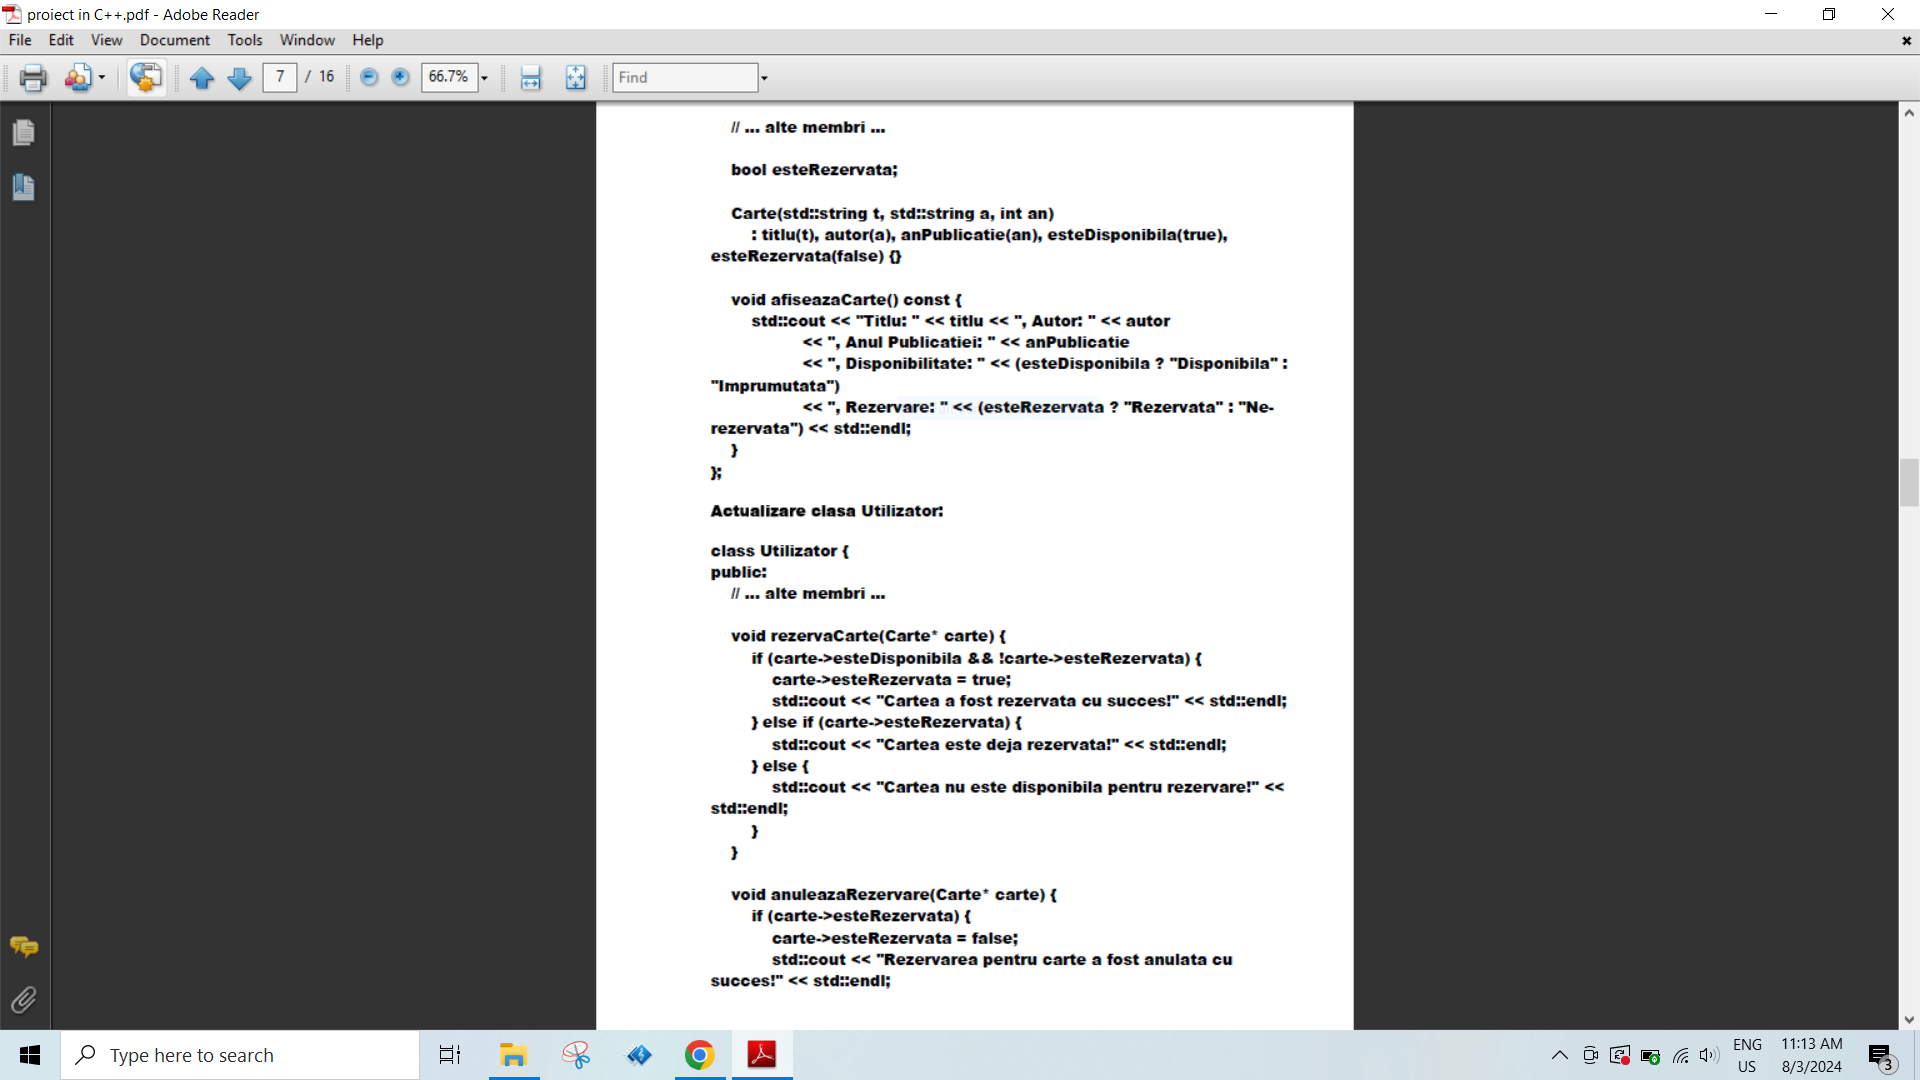 proiect in C++.pdf - Adobe Reader
File Edit View Document Tools Window Help
7 / 16 66.7% Find
// ... alte membri ...
bool esteRezervata;
Carte(std::string t, std::string a, int an)
: titlu(t), autor(a), anPublicatie(an), esteDisponibila(true),
esteRezervata(false) {}
void afiseazaCarte() const {
std::cout << "Titlu: " << titlu << ", Autor: " << autor
<< ", Anul Publicatiei: " << anPublicatie
<< ", Disponibilitate: " << (esteDisponibila ? "Disponibila" :
"Imprumutata")
<< ", Rezervare: " << (esteRezervata ? "Rezervata" : "Ne-
rezervata") << std::endl;
}
};
Actualizare clasa Utilizator:
class Utilizator {
public:
// ... alte membri ...
void rezervaCarte(Carte* carte) {
if (carte->esteDisponibila && !carte->esteRezervata) {
carte->esteRezervata = true;
std::cout << "Cartea a fost rezervata cu succes!" << std::endl;
} else if (carte->esteRezervata) {
std::cout << "Cartea este deja rezervata!" << std::endl;
} else {
std::cout << "Cartea nu este disponibila pentru rezervare!" <<
std::endl;
}
}
void anuleazaRezervare(Carte* carte) {
if (carte->esteRezervata) {
carte->esteRezervata = false;
std::cout << "Rezervarea pentru carte a fost anulata cu
succes!" << std::endl;
Type here to search
ENG
US
11:13 AM
8/3/2024
3